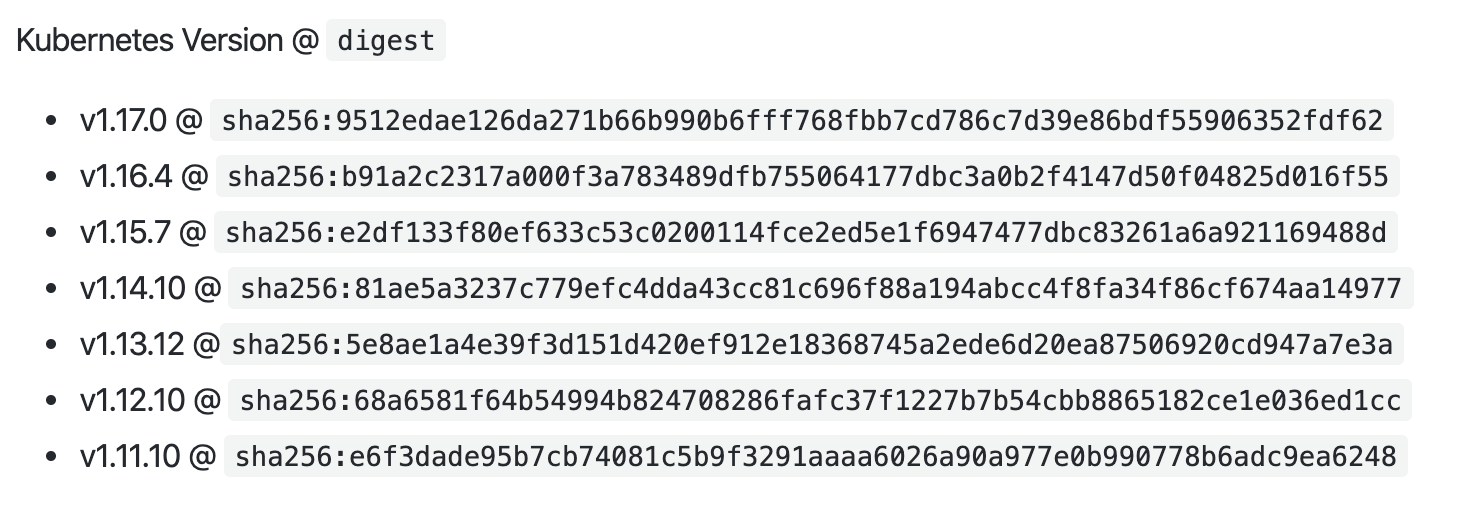 Kubernetes Version @ digest
• v1.17.0 @ sha256:9512edae126da271b66b990b6fff768fbb7cd786c7d39e86bdf55906352fdf62
• v1.16.4 @ sha256:b91a2c2317a000f3a783489dfb755064177dbc3a0b2f4147d50f04825d016f55
• v1.15.7 @ sha256:e2df133f80ef633c53c0200114fce2ed5e1f6947477dbc83261a6a921169488d
• v1.14.10 @ sha256:81ae5a3237c779efc4dda43cc81c696f88a194abcc4f8fa34f86cf674aa14977
• v1.13.12 @ sha256:5e8ae1a4e39f3d151d420ef912e18368745a2ede6d20ea87506920cd947a7e3a
• v1.12.10 @ sha256:68a6581f64b54994b824708286fafc37f1227b7b54cbb8865182ce1e036ed1cc
• v1.11.10 @ sha256:e6f3dade95b7cb74081c5b9f3291aaaa6026a90a977e0b990778b6adc9ea6248